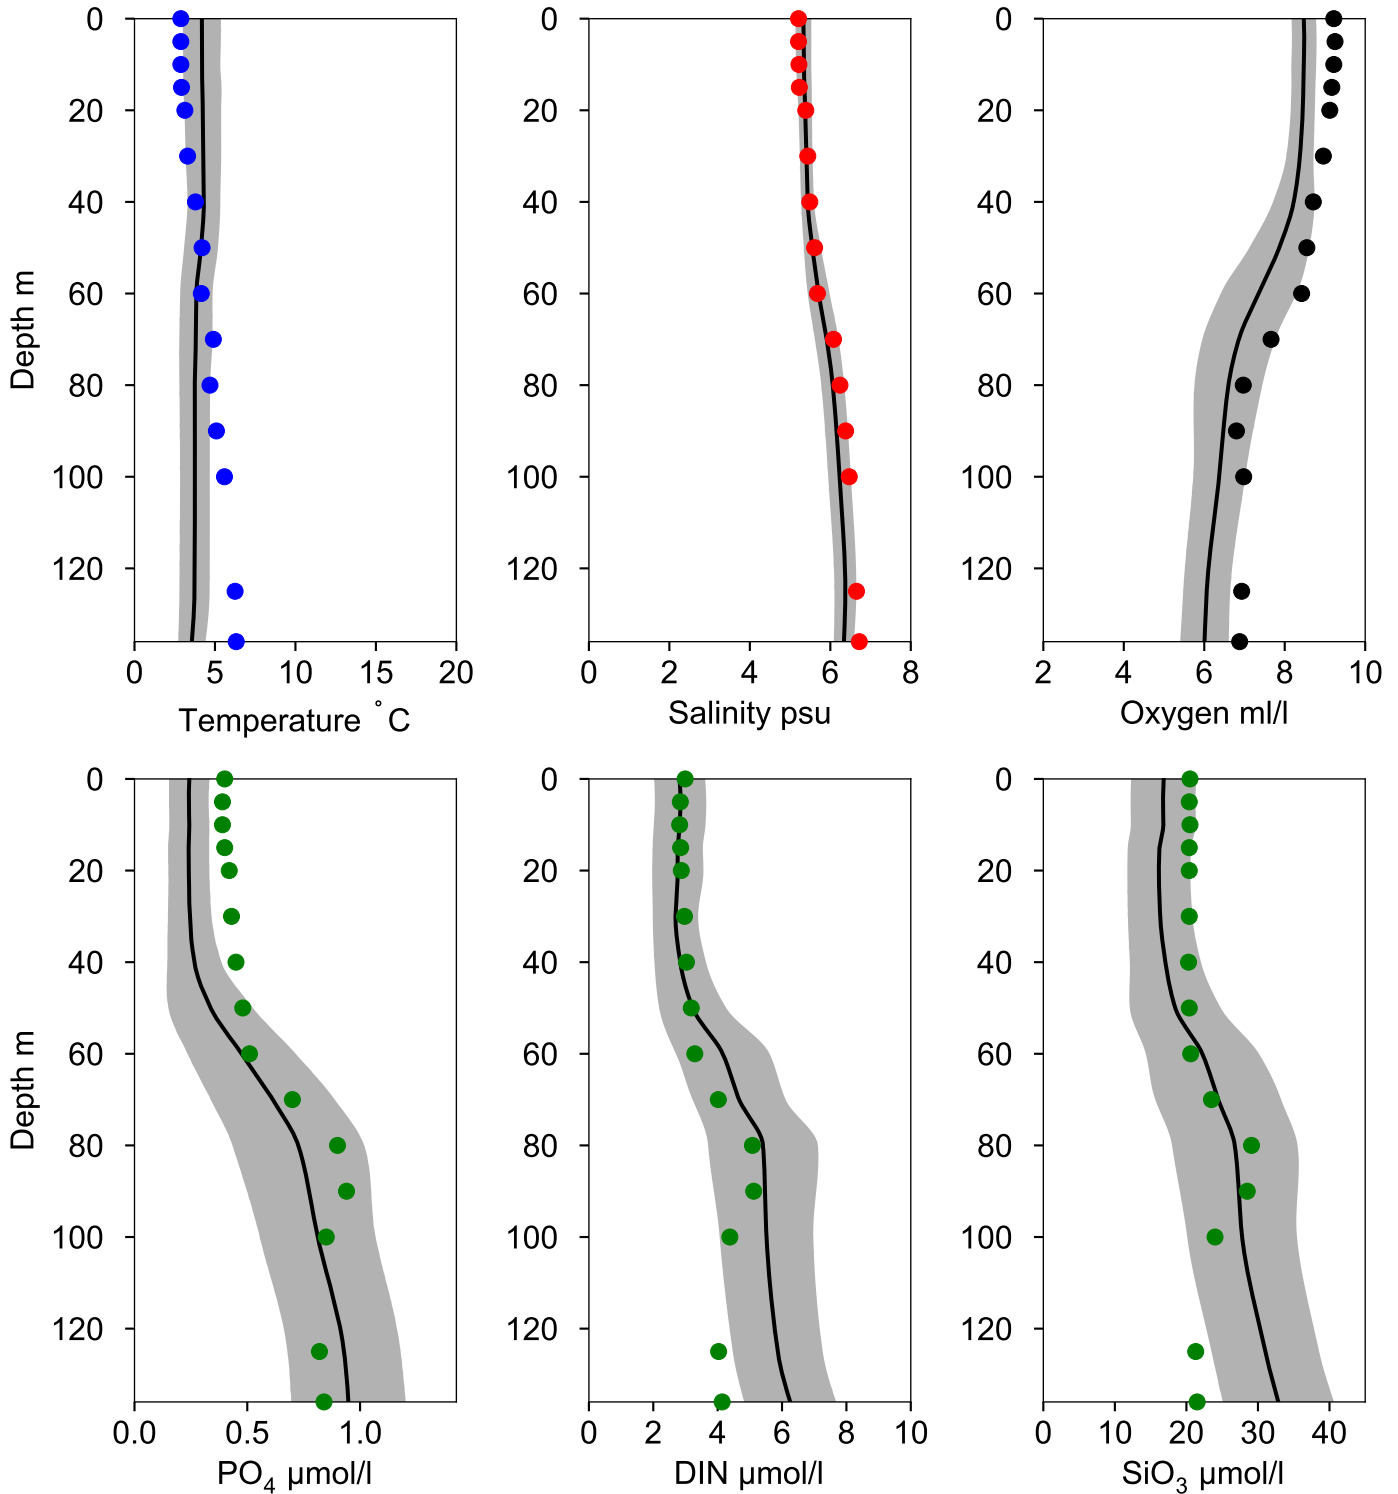 0 0 0
20 20 20
40 40 40
60 60 60
80 80 80
100 100 100
120 120 120
Depth m
0 5 10 15 20 0 2 4 6 8 2 4 6 8 10
Temperature °C Salinity psu Oxygen ml/l
0 0 0
20 20 20
40 40 40
60 60 60
80 80 80
100 100 100
120 120 120
Depth m
0.0 0.5 1.0 0 2 4 6 8 10 0 10 20 30 40
PO4 µmol/l DIN µmol/l SiO3 µmol/l